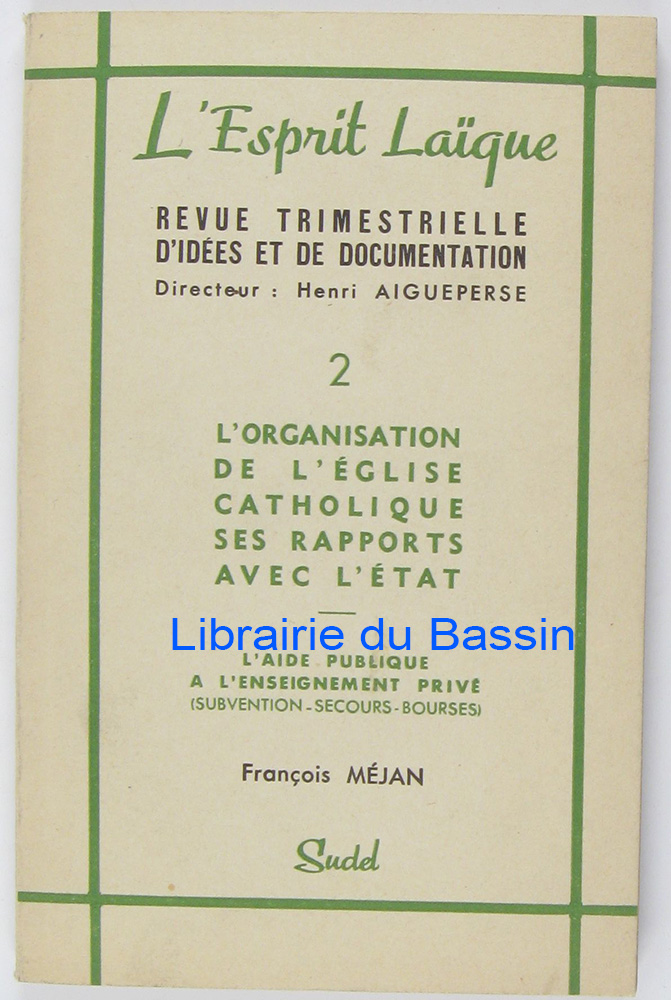 L'Esprit Laïque
REVUE TRIMESTRIELLE
D'IDÉES ET DE DOCUMENTATION
Directeur : Henri AIGUEPERSE
2
L'ORGANISATION
DE L'ÉGLISE
CATHOLIQUE
SES RAPPORTS
AVEC L'ÉTAT
Librairie du Bassin
L'AIDE PUBLIQUE
A L'ENSEIGNEMENT PRIVÉ
(SUBVENTION-SECOURS-BOURSES)
François MÉJAN
Sudel